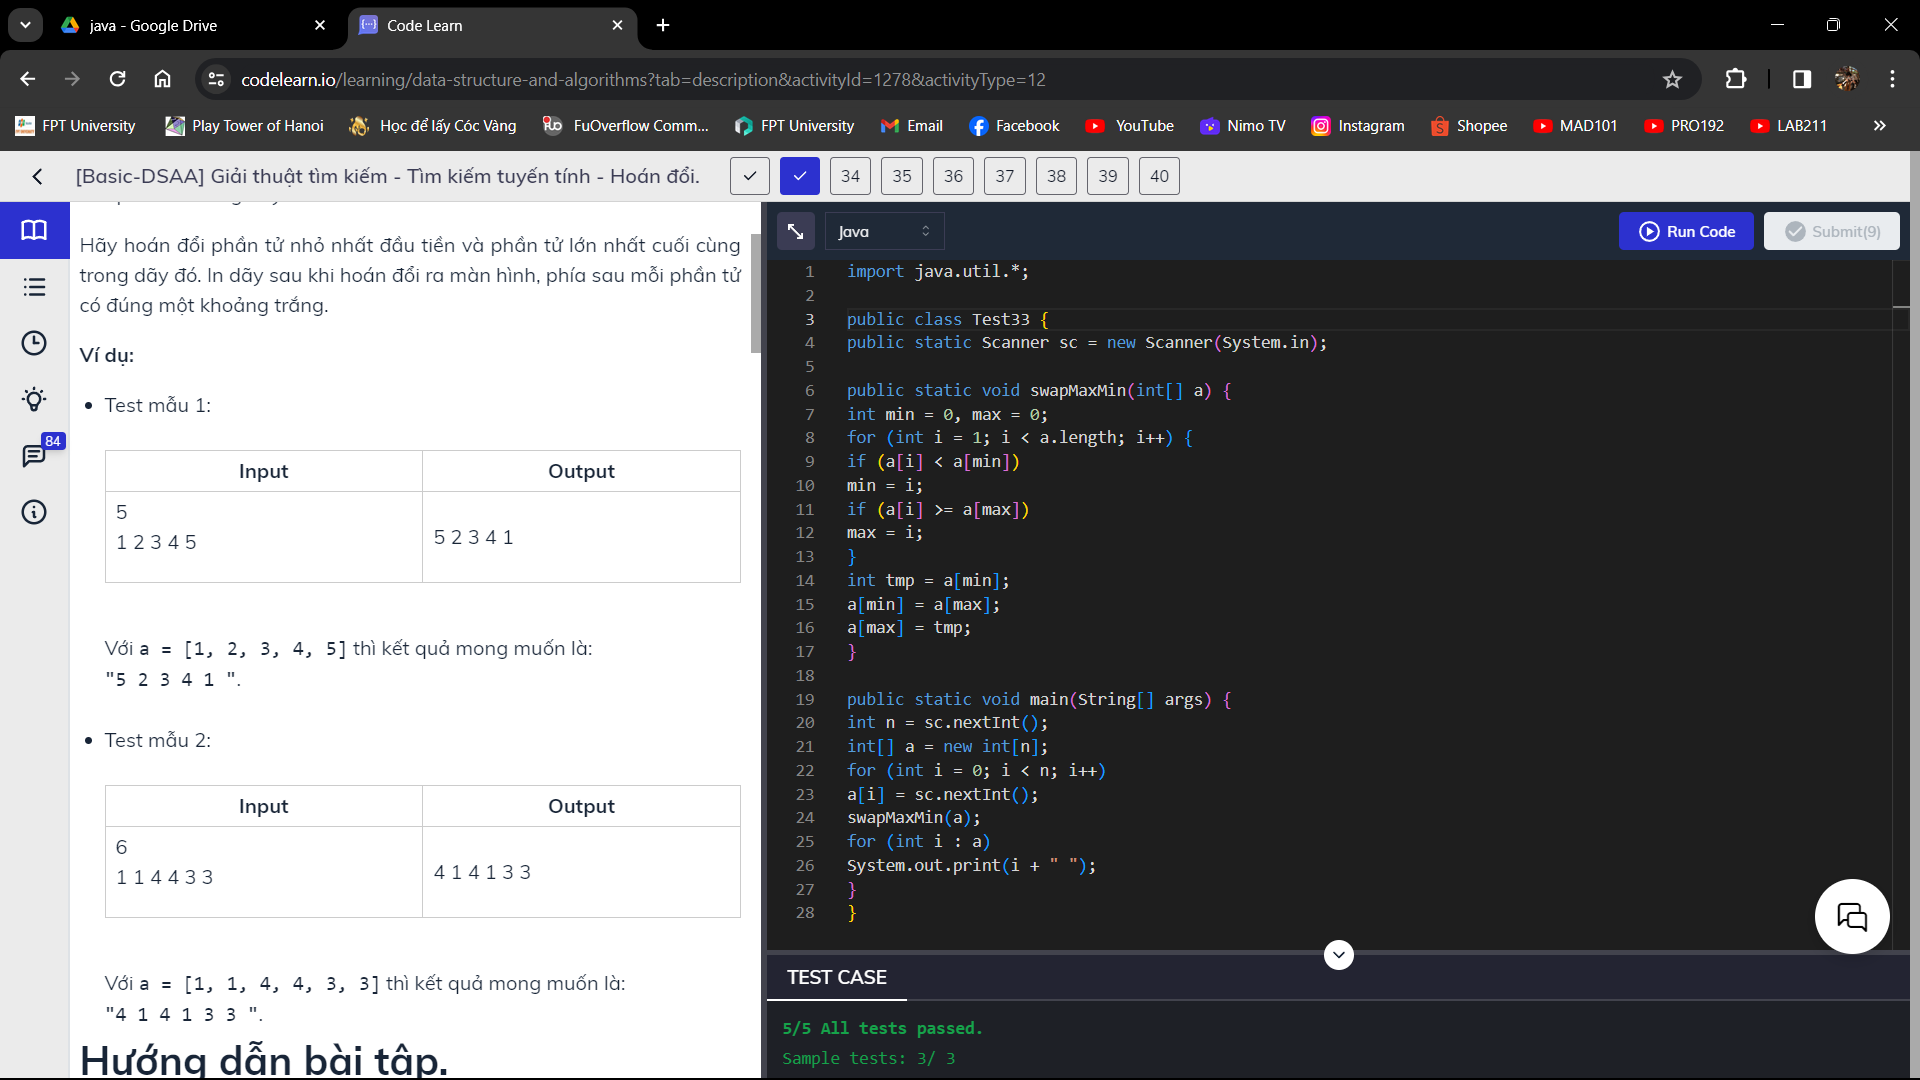 java - Google Drive
Code Learn
codelearn.io/learning/data-structure-and-algorithms?tab=description&activityId=1278&activityType=12
FPT University
Play Tower of Hanoi
Học để lấy Cóc Vàng
FuOverflow Comm...
FPT University
Email
Facebook
YouTube
Nimo TV
Instagram
Shopee
MAD101
PRO192
LAB211
[Basic-DSAA] Giải thuật tìm kiếm - Tìm kiếm tuyến tính - Hoán đổi.
34 35 36 37 38 39 40
Hãy hoán đổi phần tử nhỏ nhất đầu tiên và phần tử lớn nhất cuối cùng
trong dãy đó. In dãy sau khi hoán đổi ra màn hình, phía sau mỗi phần tử
có đúng một khoảng trắng.
84
Ví dụ:
Test mẫu 1:
Input Output
5
1 2 3 4 5
5 2 3 4 1
Với a = [1, 2, 3, 4, 5] thì kết quả mong muốn là:
"5 2 3 4 1 ".
Test mẫu 2:
Input Output
6
1 1 4 4 3 3
4 1 4 1 3 3
Với a = [1, 1, 4, 4, 3, 3] thì kết quả mong muốn là:
"4 1 4 1 3 3 ".
Hướng dẫn bài tập.
Java
Run Code
Submit(9)
1 import java.util.*;
2
3 public class Test33 {
4 public static Scanner sc = new Scanner(System.in);
5
6 public static void swapMaxMin(int[] a) {
7 int min = 0, max = 0;
8 for (int i = 1; i < a.length; i++) {
9 if (a[i] < a[min])
10 min = i;
11 if (a[i] >= a[max])
12 max = i;
13 }
14 int tmp = a[min];
15 a[min] = a[max];
16 a[max] = tmp;
17 }
18
19 public static void main(String[] args) {
20 int n = sc.nextInt();
21 int[] a = new int[n];
22 for (int i = 0; i < n; i++)
23 a[i] = sc.nextInt();
24 swapMaxMin(a);
25 for (int i : a)
26 System.out.print(i + " ");
27 }
28 }
TEST CASE
5/5 All tests passed.
Sample tests: 3/ 3